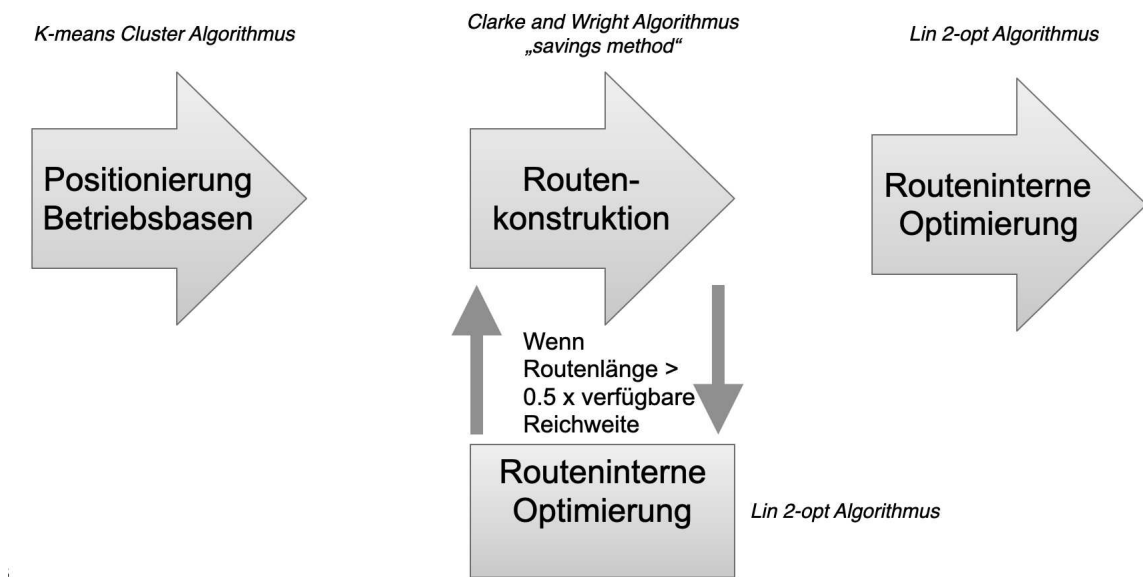 K-means Cluster Algorithmus
Clarke and Wright Algorithmus
„savings method“
Lin 2-opt Algorithmus
Positionierung
Betriebsbasen
Routen-
konstruktion
Routeninterne
Optimierung
Wenn
Routenlänge >
0.5 x verfügbare
Reichweite
Routeninterne
Optimierung
Lin 2-opt Algorithmus